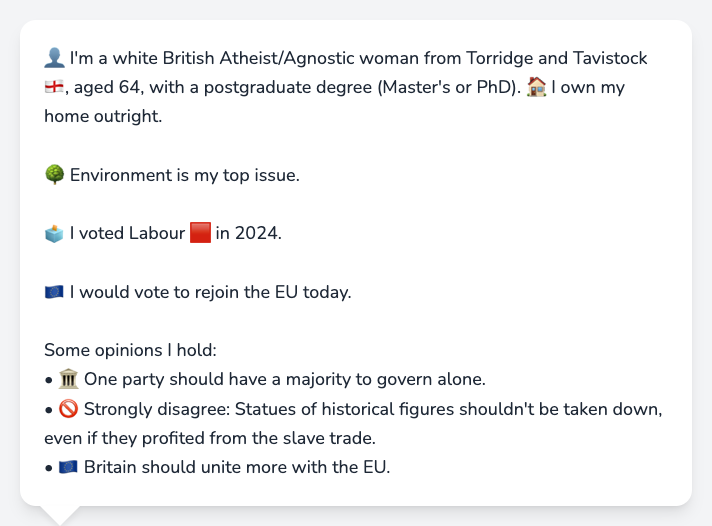 👤 I'm a white British Atheist/Agnostic woman from Torridge and Tavistock
🏴󠁧󠁢󠁥󠁮󠁧󠁿, aged 64, with a postgraduate degree (Master's or PhD). 🏠 I own my
home outright.
🌳 Environment is my top issue.
🗳️ I voted Labour 🟥 in 2024.
🇪🇺 I would vote to rejoin the EU today.
Some opinions I hold:
• 🏛️ One party should have a majority to govern alone.
• 🚫 Strongly disagree: Statues of historical figures shouldn't be taken down,
even if they profited from the slave trade.
• 🇪🇺 Britain should unite more with the EU.